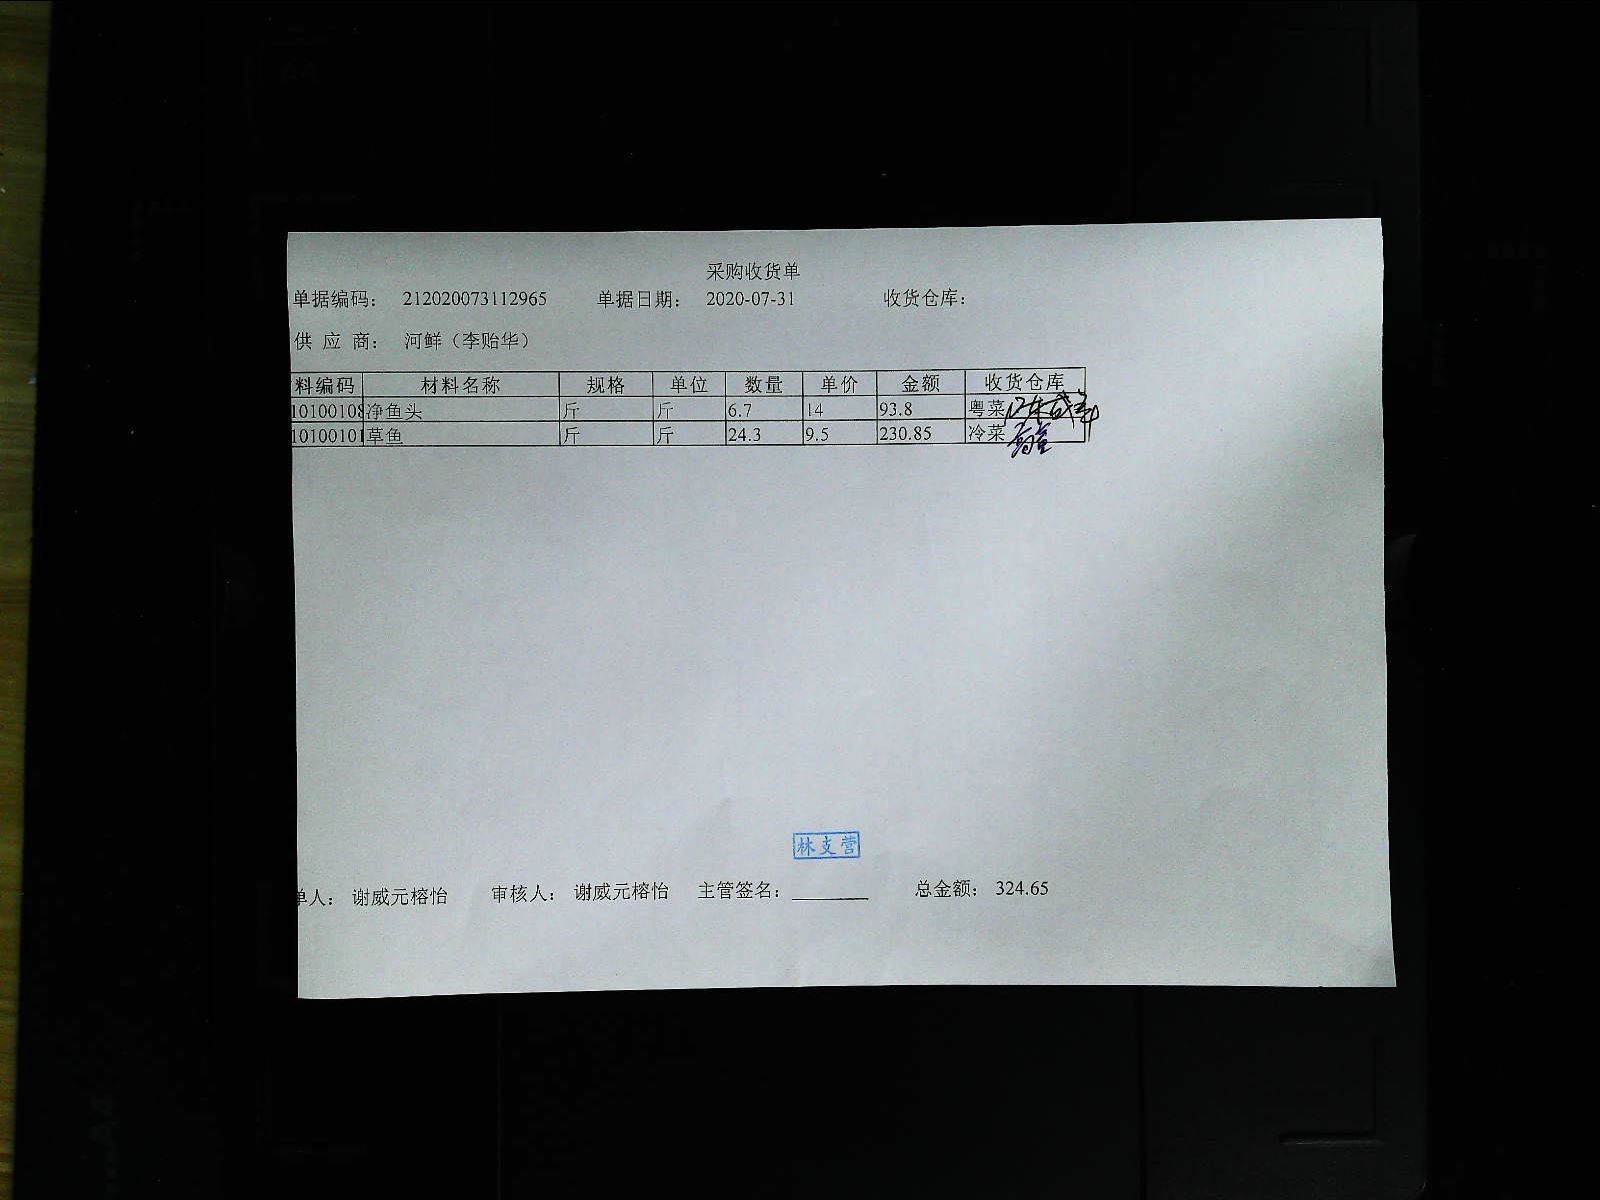 采购收货单
单据编码: 212020073112965 单据日期: 2020-07-31 收货仓库:
供 应 商: 河鲜（李贻华）
料编码 材料名称 规格 单位 数量 单价 金额 收货仓库
10100108 净鱼头 斤 斤 6.7 14 93.8 粤菜
10100101 草鱼 斤 斤 24.3 9.5 230.85 冷菜
林支营
单人: 谢威元榕怡 审核人: 谢威元榕怡 主管签名: 总金额: 324.65